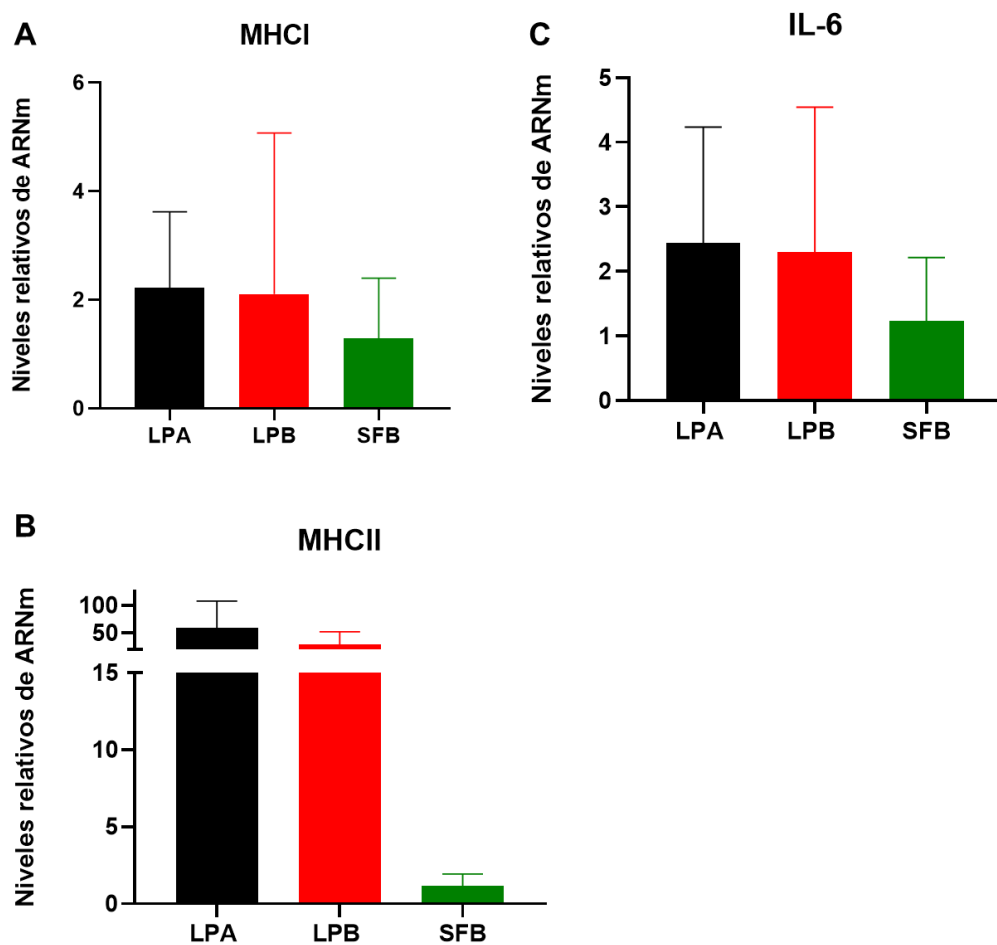 A
MHCI
Niveles relativos de ARNm
6
4
2
0
LPA LPB SFB
C
IL-6
Niveles relativos de ARNm
5
4
3
2
1
0
LPA LPB SFB
B
MHCII
Niveles relativos de ARNm
100
50
15
10
5
0
LPA LPB SFB